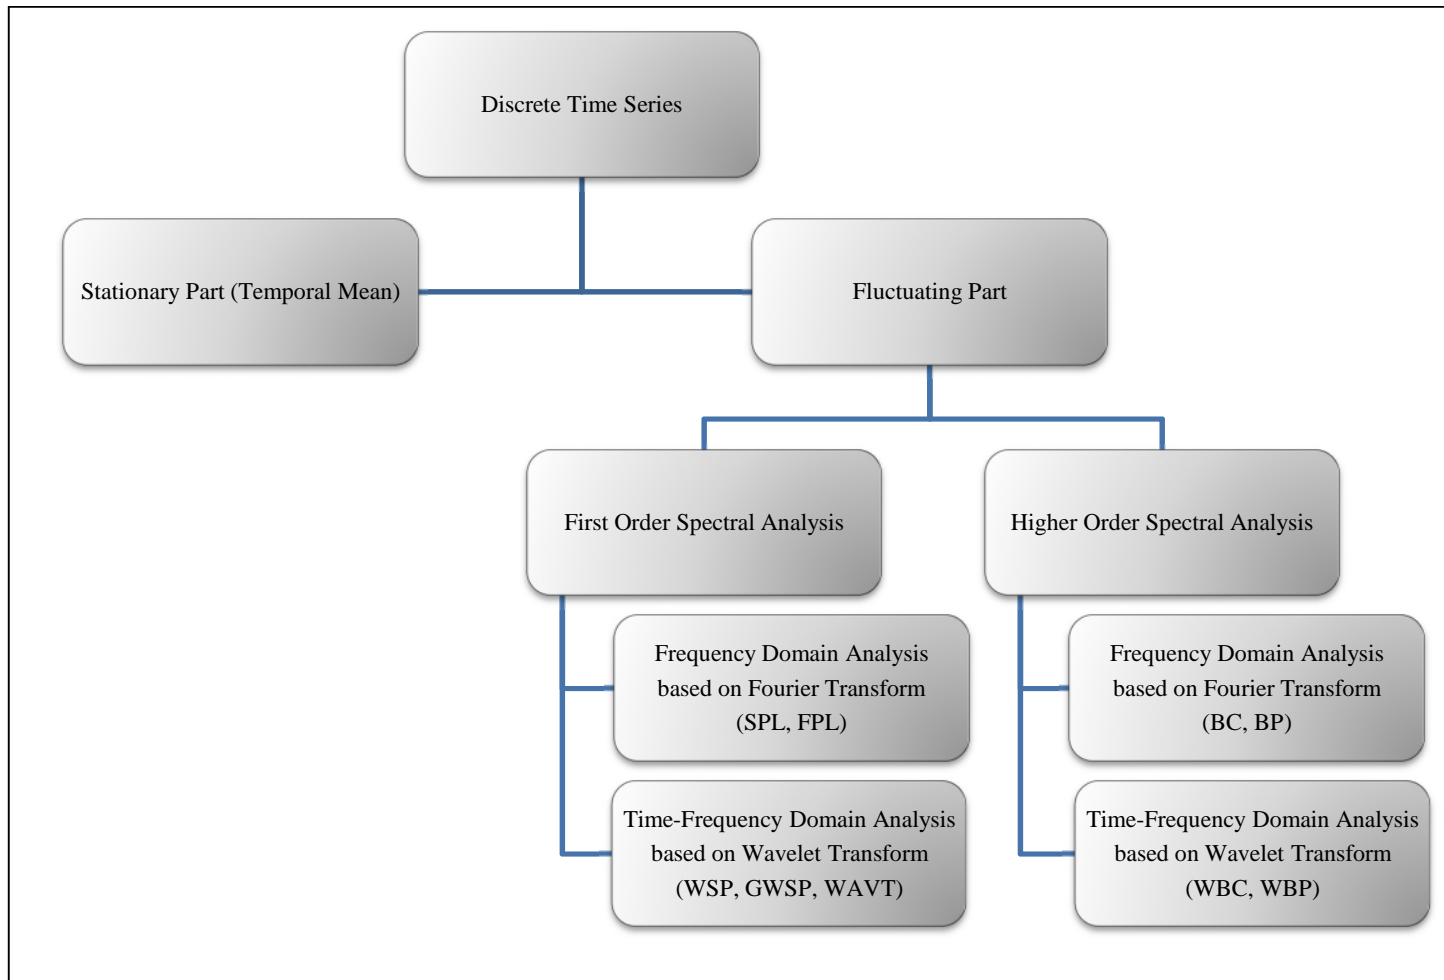 Discrete Time Series
Stationary Part (Temporal Mean)
Fluctuating Part
First Order Spectral Analysis
Higher Order Spectral Analysis
Frequency Domain Analysis
based on Fourier Transform
(SPL, FPL)
Frequency Domain Analysis
based on Fourier Transform
(BC, BP)
Time-Frequency Domain Analysis
based on Wavelet Transform
(WSP, GWSP, WAVT)
Time-Frequency Domain Analysis
based on Wavelet Transform
(WBC, WBP)